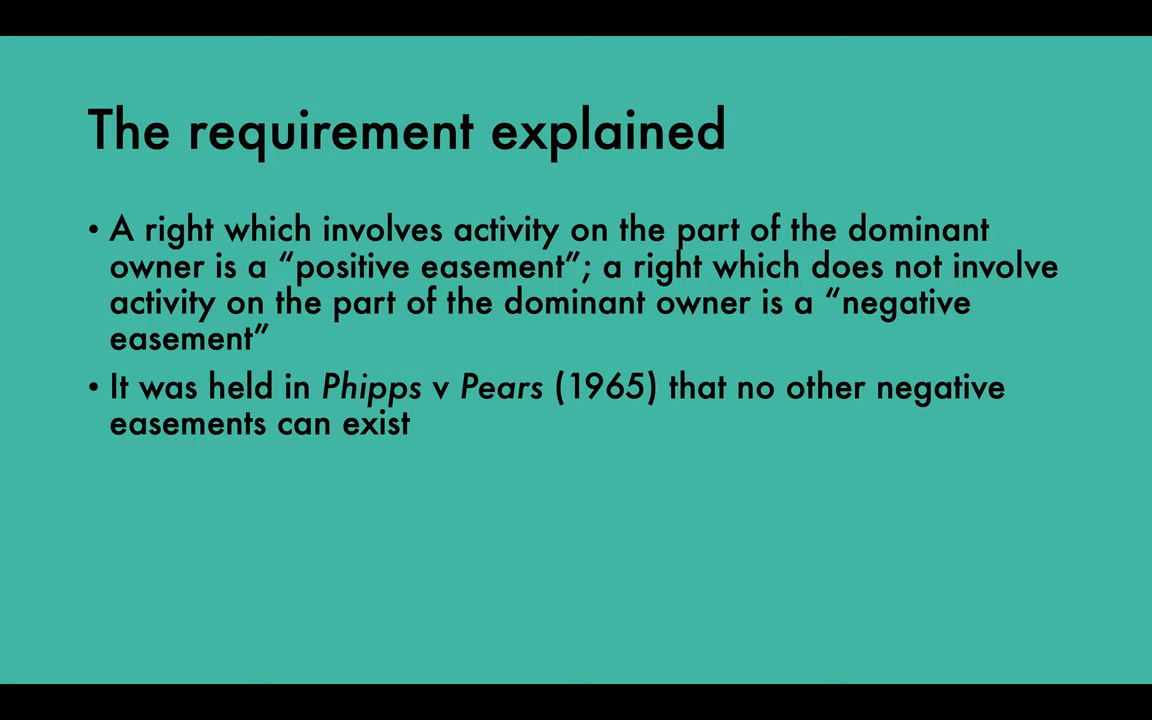 The requirement explained
• A right which involves activity on the part of the dominant
owner is a “positive easement”; a right which does not involve
activity on the part of the dominant owner is a “negative
easement”
• It was held in Phipps v Pears (1965) that no other negative
easements can exist